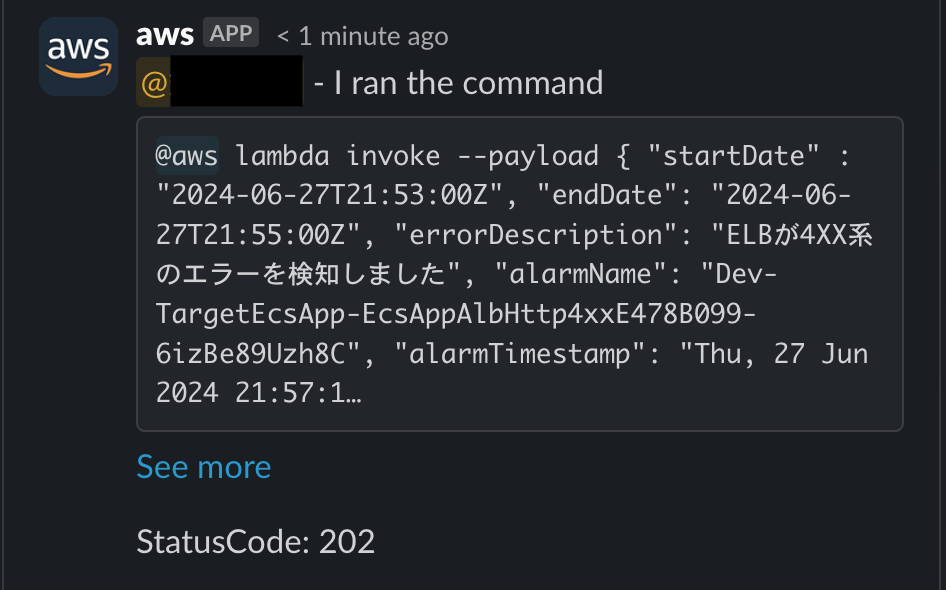 aws
aws APP < 1 minute ago
@ - I ran the command
@aws lambda invoke --payload { "startDate" :
"2024-06-27T21:53:00Z", "endDate": "2024-06-
27T21:55:00Z", "errorDescription": "ELBが4XX系
のエラーを検知しました", "alarmName": "Dev-
TargetEcsApp-EcsAppAlbHttp4xxE478B099-
6izBe89Uzh8C", "alarmTimestamp": "Thu, 27 Jun
2024 21:57:1…
See more
StatusCode: 202